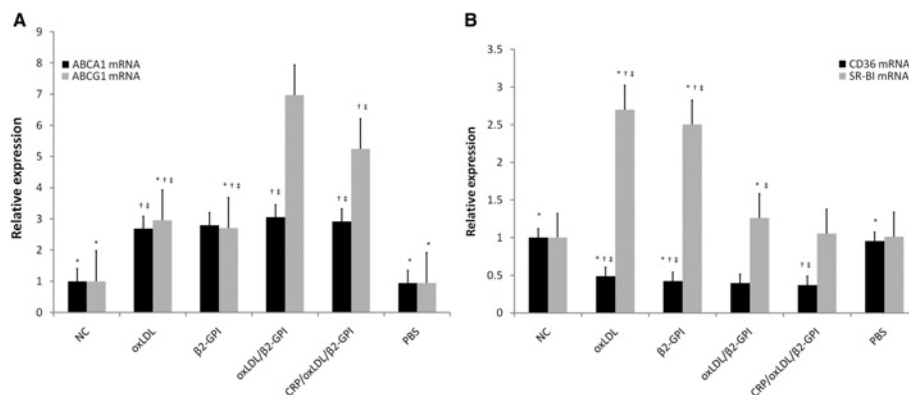 A
9
8
7
6
5
4
3
2
1
0
Relative expression
ABCA1 mRNA
ABCG1 mRNA
* *
† ‡ * † ‡
* † ‡
† ‡
† ‡ † ‡
* *
NC
oxLDL
β2-GPI
oxLDL/β2-GPI
CRP/oxLDL/β2-GPI
PBS
B
3.5
3
2.5
2
1.5
1
0.5
0
Relative expression
CD36 mRNA
SR-BI mRNA
*
* † ‡ * † ‡
* † ‡ * † ‡
* ‡
† ‡
*
NC
oxLDL
β2-GPI
oxLDL/β2-GPI
CRP/oxLDL/β2-GPI
PBS